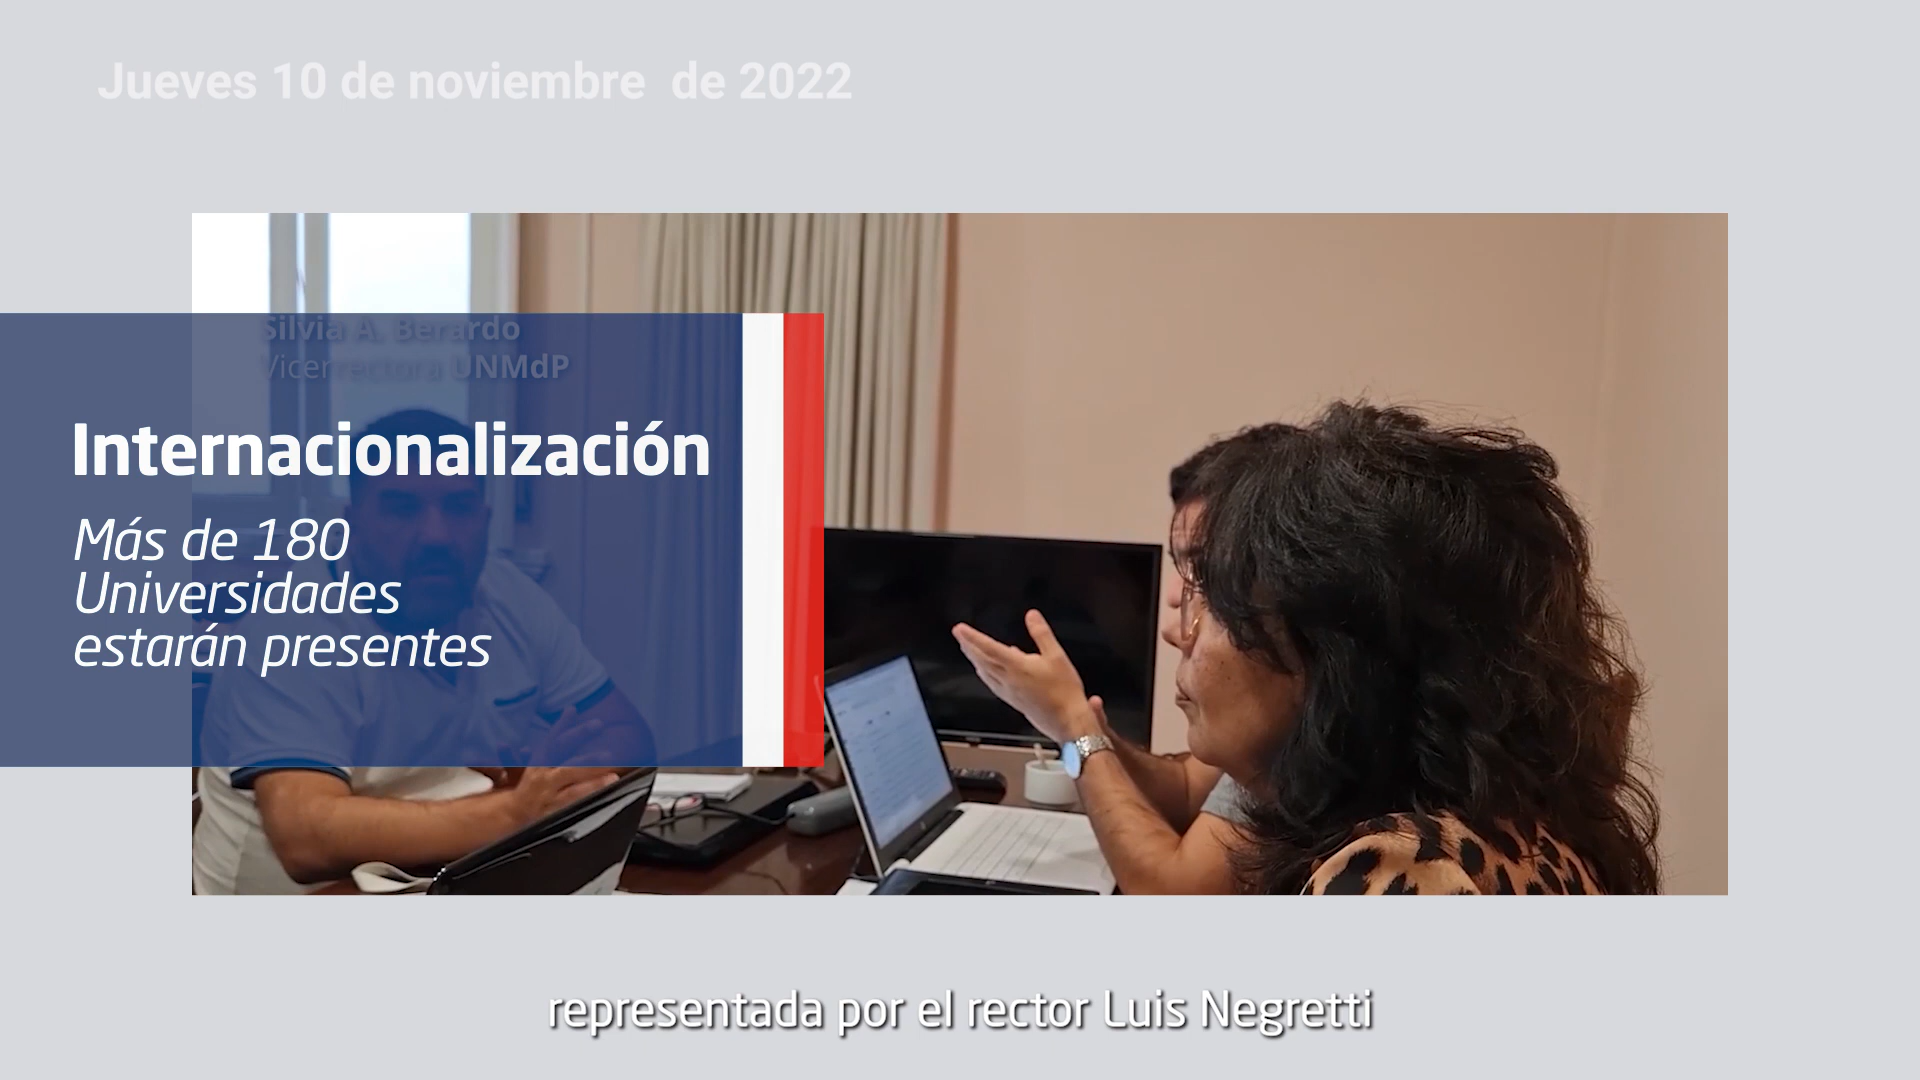 Jueves 10 de noviembre de 2022
Silvia A. Berardo
Vicerrectora UNMdP
Internacionalización
Más de 180
Universidades
estarán presentes
representada por el rector Luis Negretti